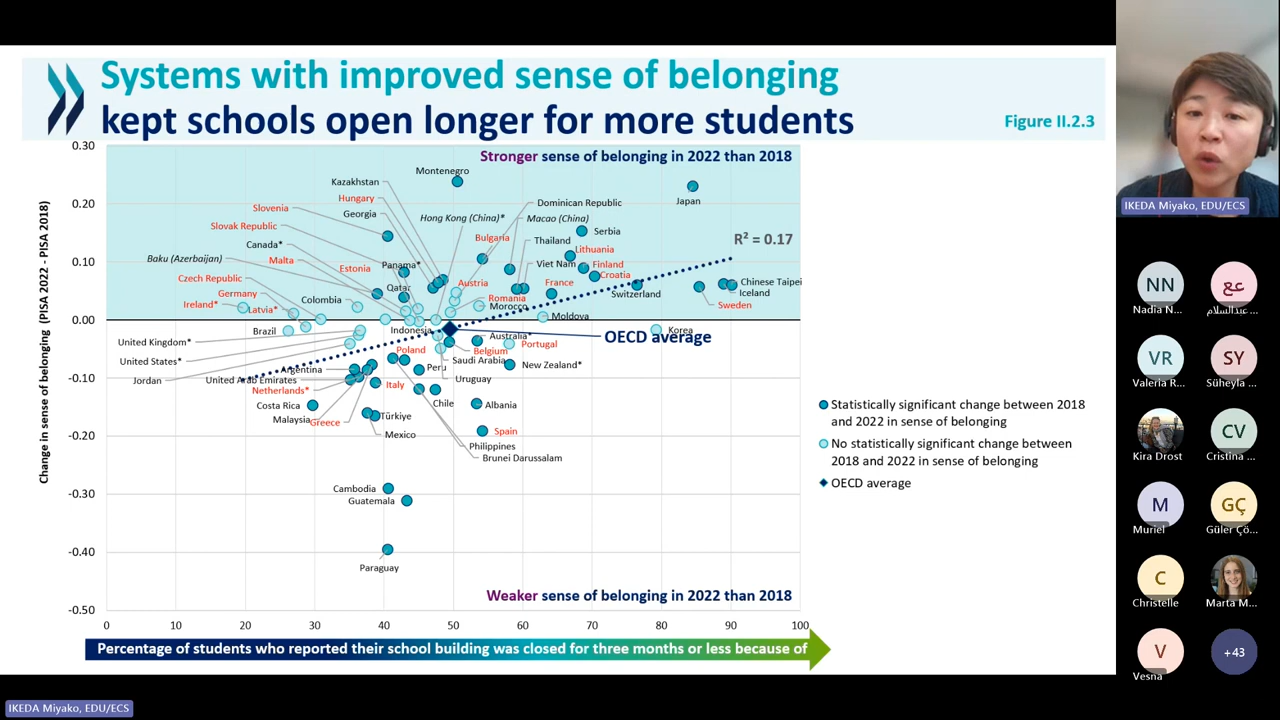 Systems with improved sense of belonging
kept schools open longer for more students
Figure II.2.3
Change in sense of belonging (PISA 2022 - PISA 2018)
0.30
0.20
0.10
0.00
-0.10
-0.20
-0.30
-0.40
-0.50
Stronger sense of belonging in 2022 than 2018
Montenegro
Kazakhstan
Hungary
Japan
Slovenia
Georgia
Dominican Republic
Hong Kong (China)*
Macao (China)
Slovak Republic
Serbia
Bulgaria
Thailand
R² = 0.17
Canada*
Lithuania
Baku (Azerbaijan)
Malta
Estonia
Panama*
Viet Nam
Finland
Croatia
Czech Republic
Qatar
Austria
France
Chinese Taipei
Germany
Colombia
Romania
Switzerland
Iceland
Ireland*
Latvia*
Morocco
Sweden
Moldova
Brazil
Indonesia
Korea
OECD average
Australia*
United Kingdom*
Portugal
Poland
Belgium
United States*
Saudi Arabia
New Zealand*
Argentina
Peru
Jordan
United Arab Emirates
Uruguay
Netherlands*
Italy
Costa Rica
Chile
Albania
Malaysia
Greece
Türkiye
Mexico
Spain
Philippines
Brunei Darussalam
Cambodia
Guatemala
Paraguay
Weaker sense of belonging in 2022 than 2018
0 10 20 30 40 50 60 70 80 90 100
Percentage of students who reported their school building was closed for three months or less because of
Statistically significant change between 2018
and 2022 in sense of belonging
No statistically significant change between
2018 and 2022 in sense of belonging
OECD average
IKEDA Miyako, EDU/ECS
NN
Nadia N...
عع
عبدالسلام...
VR
Valeria R...
SY
Süheyla ...
Kira Drost
CV
Cristina ...
M
Muriel
GÇ
Güler Çö...
C
Christelle
Marta M...
V
Vesna
+43
IKEDA Miyako, EDU/ECS